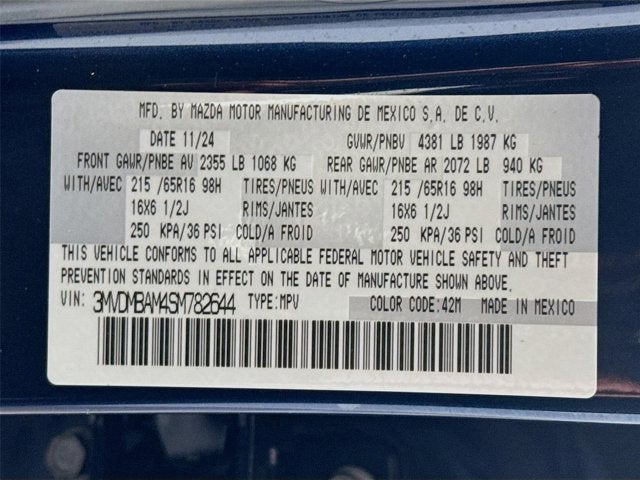 MFD. BY MAZDA MOTOR MANUFACTURING DE MEXICO S.A. DE C.V.
DATE 11/24 GVWR/PNBV 4381 LB 1987 KG
FRONT GAWR/PNBE AV 2355 LB 1068 KG REAR GAWR/PNBE AR 2072 LB 940 KG
WITH/AVEC 215 /65R16 98H TIRES/PNEUS WITH/AVEC 215 /65R16 98H TIRES/PNEUS
16X6 1/2J RIMS/JANTES 16X6 1/2J RIMS/JANTES
250 KPA/36 PSI COLD/A FROID 250 KPA/36 PSI COLD/A FROID
THIS VEHICLE CONFORMS TO ALL APPLICABLE FEDERAL MOTOR VEHICLE SAFETY AND THEFT
PREVENTION STANDARDS IN EFFECT ON THE DATE OF MANUFACTURE SHOWN ABOVE.
VIN: 3MVDMBAM4SM782644 TYPE:MPV COLOR CODE:42M MADE IN MEXICO